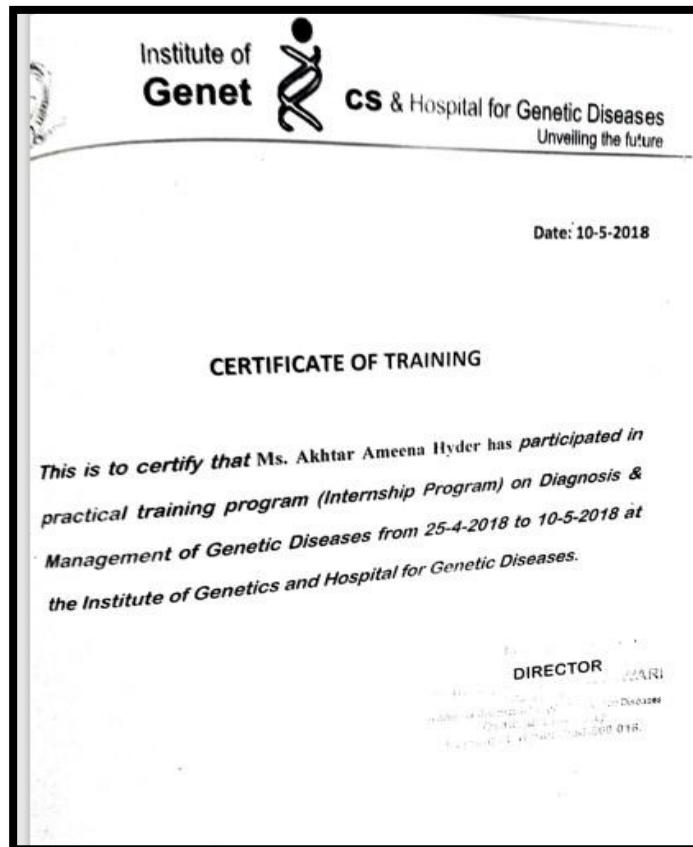 Institute of
Genet cs & Hospital for Genetic Diseases
Unveiling the future
Date: 10-5-2018
CERTIFICATE OF TRAINING
This is to certify that Ms. Akhtar Ameena Hyder has participated in
practical training program (Internship Program) on Diagnosis &
Management of Genetic Diseases from 25-4-2018 to 10-5-2018 at
the Institute of Genetics and Hospital for Genetic Diseases.
DIRECTOR
Diseases
016.